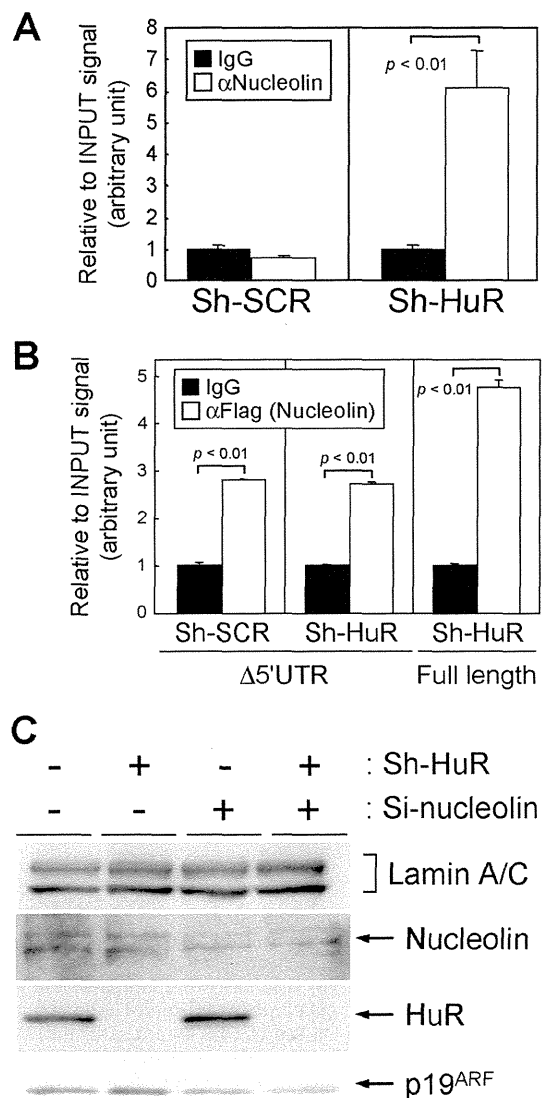 A
Relative to INPUT signal
(arbitrary unit)
8
7
6
5
4
3
2
1
0
IgG
αNucleolin
p < 0.01
Sh-SCR
Sh-HuR
B
Relative to INPUT signal
(arbitrary unit)
5
4
3
2
1
0
IgG
αFlag (Nucleolin)
p < 0.01
p < 0.01
p < 0.01
Sh-SCR
Sh-HuR
Sh-HuR
Δ5'UTR
Full length
C
- + - + : Sh-HuR
- - + + : Si-nucleolin
Lamin A/C
Nucleolin
HuR
p19ARF